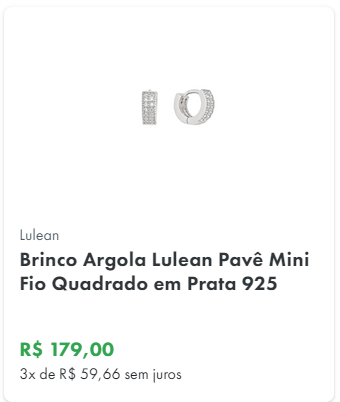 Lulean
Brinco Argola Lulean Pavê Mini
Fio Quadrado em Prata 925
R$ 179,00
3x de R$ 59,66 sem juros